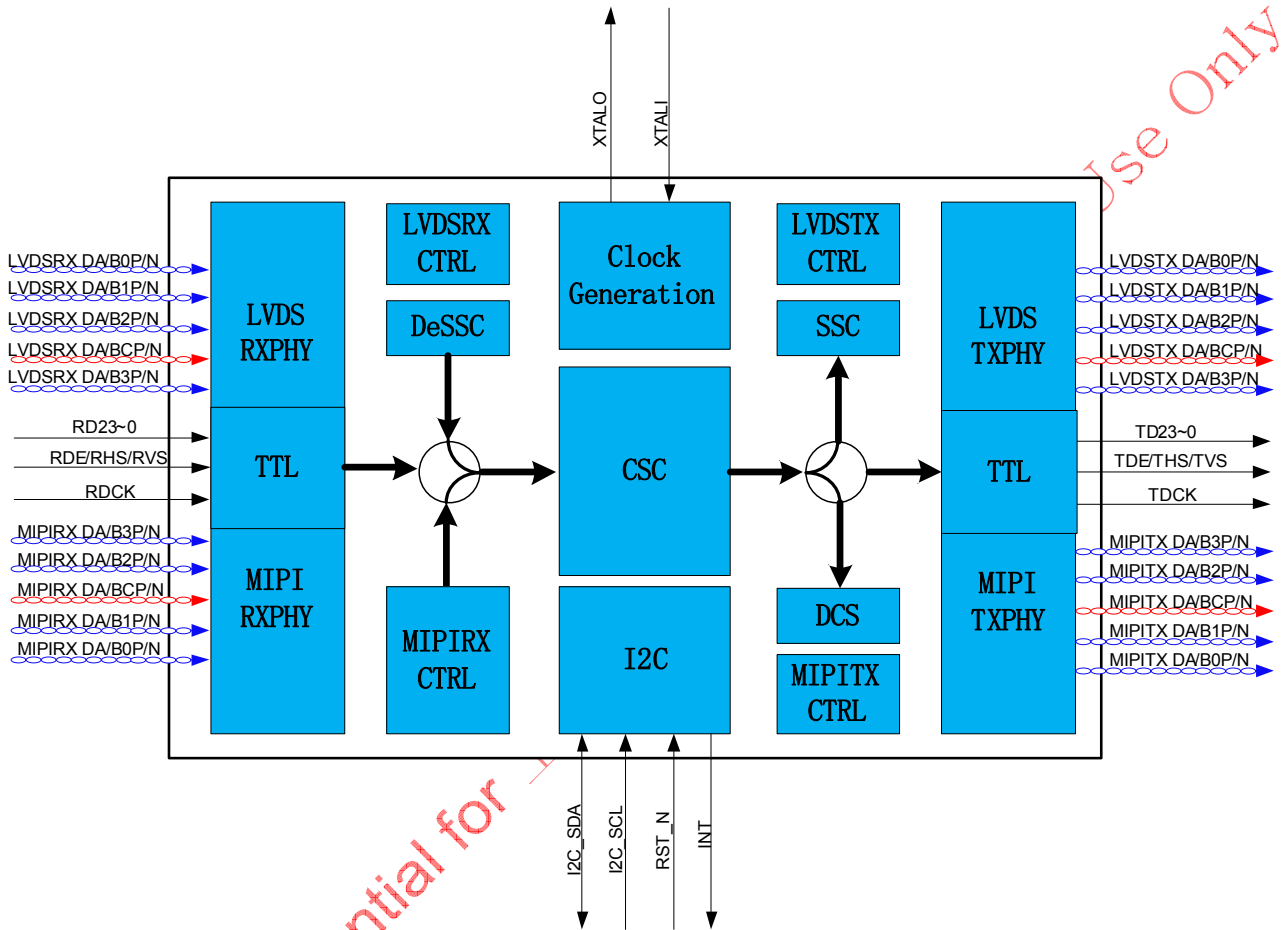 XTALO
XTALI
Use Only
LVDSRX DA/B0P/N
LVDSRX DA/B1P/N
LVDSRX DA/B2P/N
LVDSRX DA/BCP/N
LVDSRX DA/B3P/N
RD23~0
RDE/RHS/RVS
RDCK
MIPIRX DA/B3P/N
MIPIRX DA/B2P/N
MIPIRX DA/BCP/N
MIPIRX DA/B1P/N
MIPIRX DA/B0P/N
LVDS
RXPHY
TTL
MIPI
RXPHY
LVDSRX
CTRL
DeSSC
MIPIRX
CTRL
Clock
Generation
CSC
I2C
LVDSTX
CTRL
SSC
DCS
MIPITX
CTRL
LVDS
TXPHY
TTL
MIPI
TXPHY
LVDSTX DA/B0P/N
LVDSTX DA/B1P/N
LVDSTX DA/B2P/N
LVDSTX DA/BCP/N
LVDSTX DA/B3P/N
TD23~0
TDE/THS/TVS
TDCK
MIPITX DA/B3P/N
MIPITX DA/B2P/N
MIPITX DA/BCP/N
MIPITX DA/B1P/N
MIPITX DA/B0P/N
I2C_SDA
I2C_SCL
RST_N
INT
ntial for